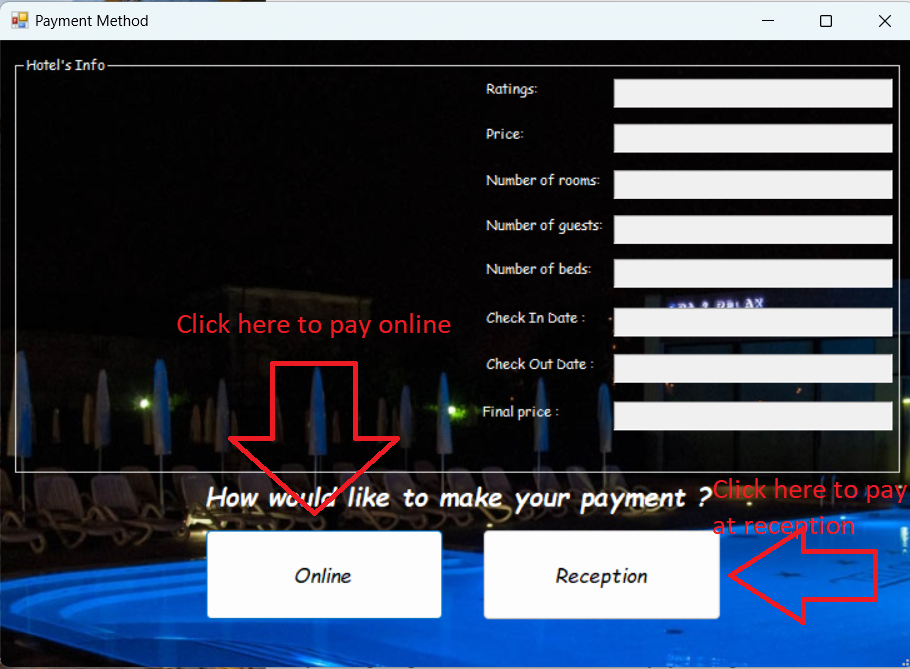 Payment Method
Hotel's Info
Ratings:
Price:
Number of rooms:
Number of guests:
Number of beds:
SPA & RELAX
Check In Date :
Click here to pay online
Check Out Date :
Final price :
How would like to make your payment ?
Click here to pay
at reception
Online
Reception